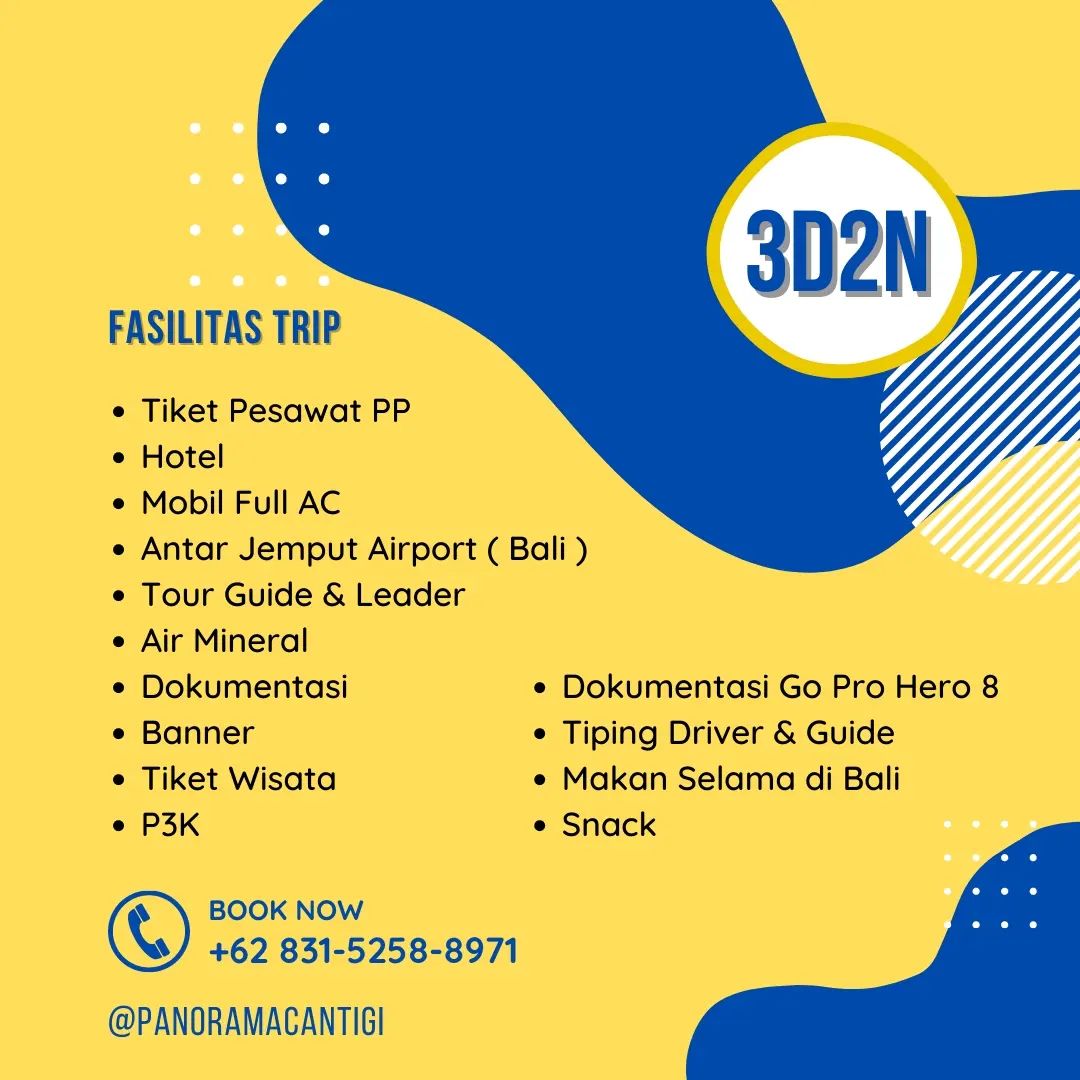 3D2N
FASILITAS TRIP
Tiket Pesawat PP
Hotel
Mobil Full AC
Antar Jemput Airport ( Bali )
Tour Guide & Leader
Air Mineral
Dokumentasi
Banner
Tiket Wisata
P3K
Dokumentasi Go Pro Hero 8
Tiping Driver & Guide
Makan Selama di Bali
Snack
BOOK NOW
+62 831-5258-8971
@PANORAMACANTIGI